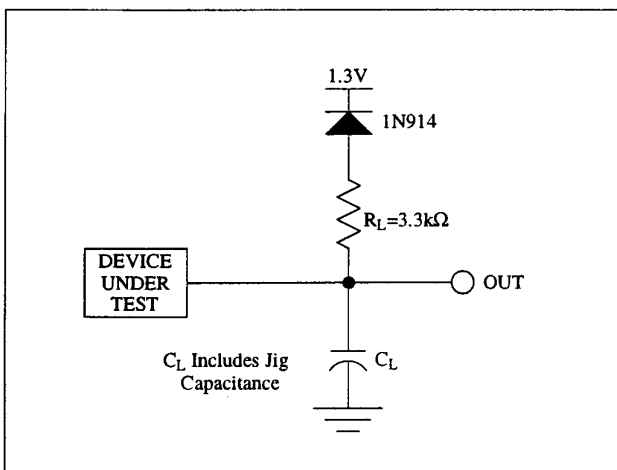 1.3V
1N914
R_L=3.3kΩ
DEVICE
UNDER
TEST
OUT
C_L Includes Jig
Capacitance
C_L